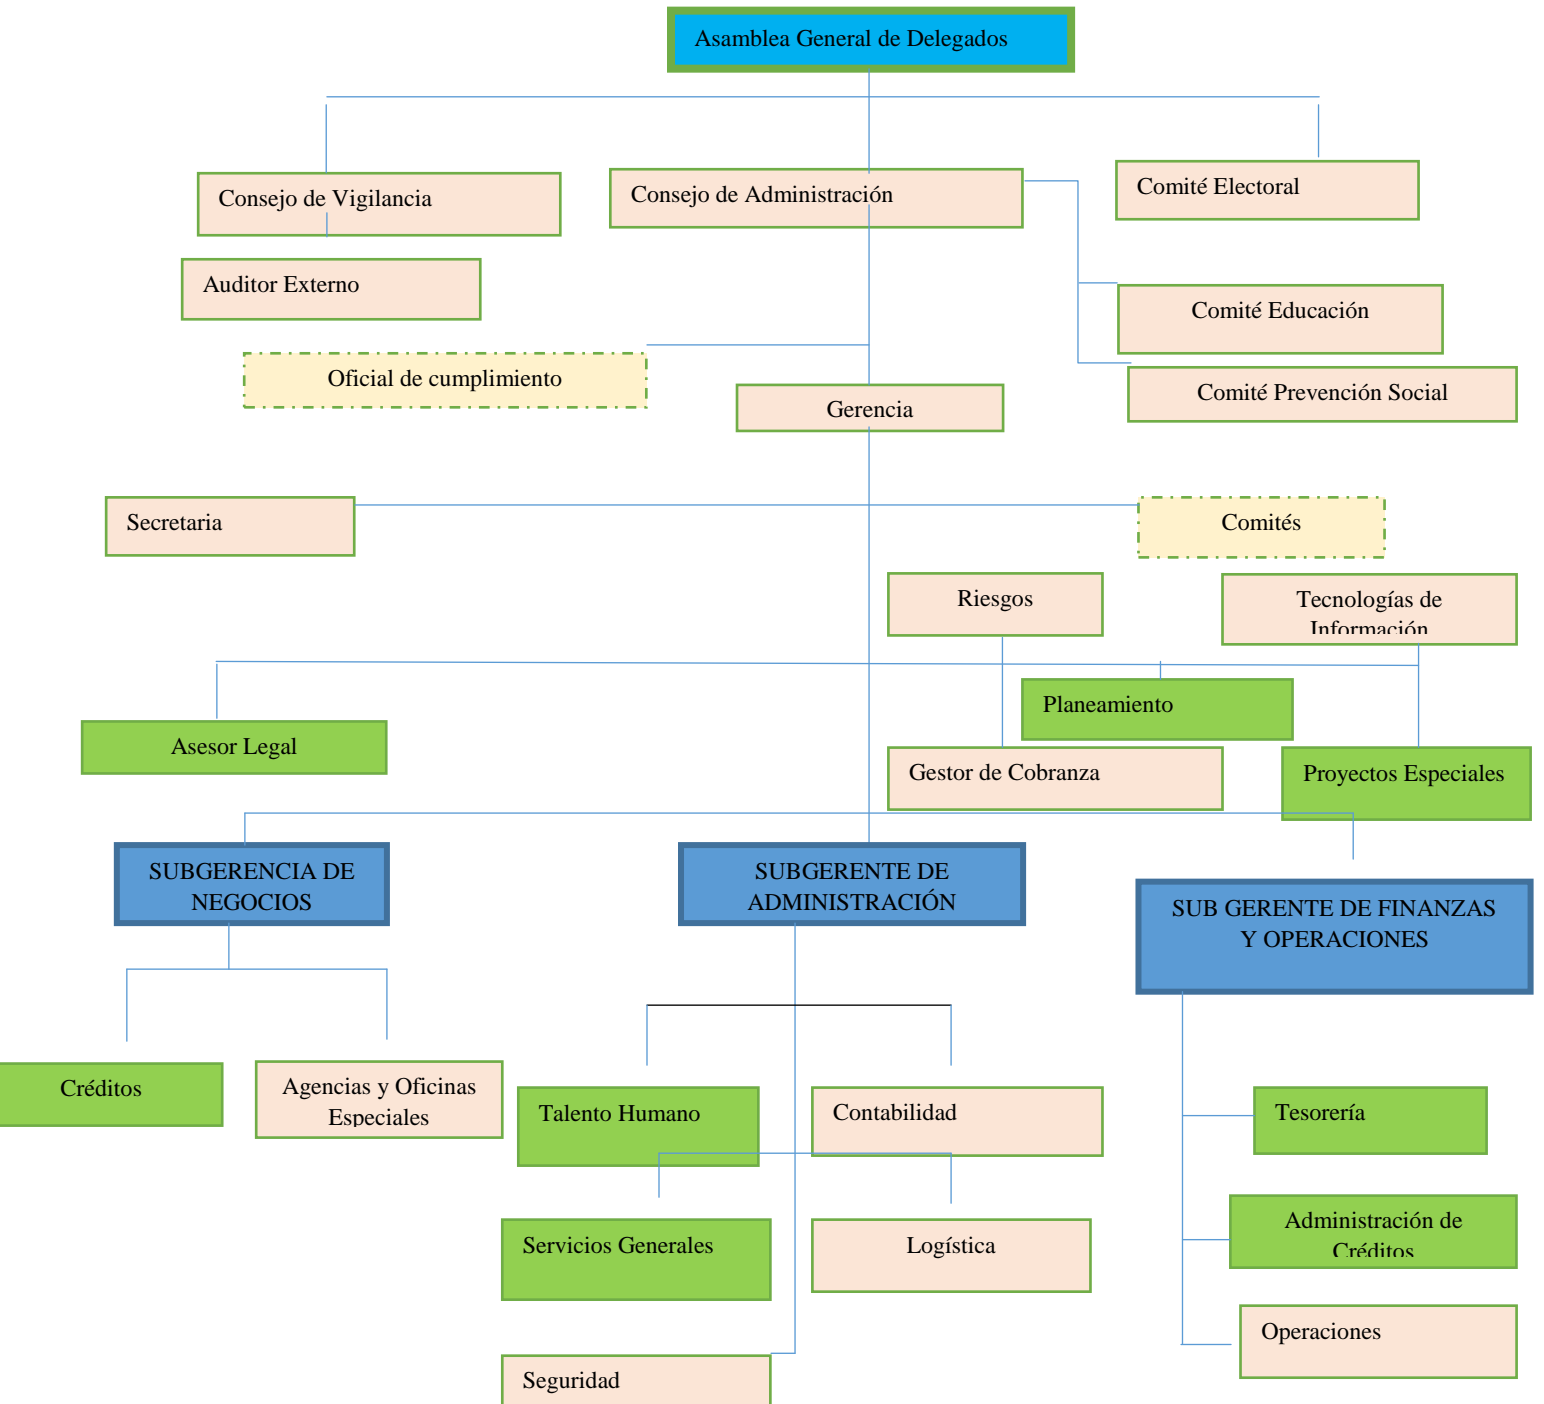 Asamblea General de Delegados
Consejo de Vigilancia
Consejo de Administración
Comité Electoral
Auditor Externo
Comité Educación
Oficial de cumplimiento
Gerencia
Comité Prevención Social
Secretaria
Comités
Riesgos
Tecnologías de
Información
Planeamiento
Asesor Legal
Gestor de Cobranza
Proyectos Especiales
SUBGERENCIA DE
NEGOCIOS
SUBGERENTE DE
ADMINISTRACIÓN
SUB GERENTE DE FINANZAS
Y OPERACIONES
Créditos
Agencias y Oficinas
Especiales
Talento Humano
Contabilidad
Tesorería
Servicios Generales
Logística
Administración de
Créditos
Operaciones
Seguridad